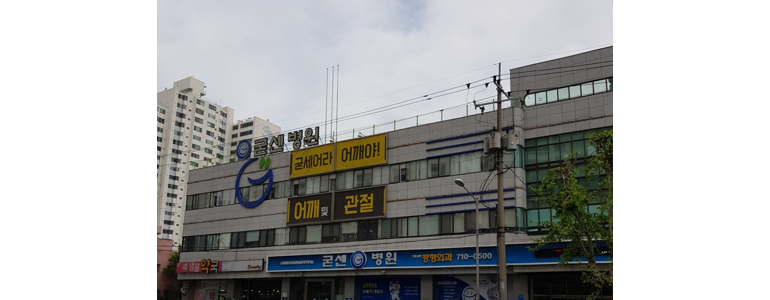 굳센 병원
굳세어라 어깨야!
어깨 및 관절
약국
굳센 병원 정형외과 710-0500